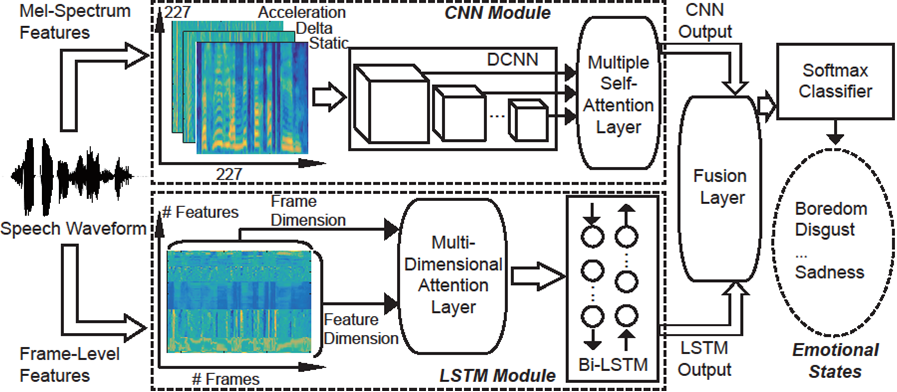 Mel-Spectrum
Features
227
Acceleration
Delta
Static
227
CNN Module
DCNN
...
Multiple
Self-
Attention
Layer
CNN
Output
Softmax
Classifier
Speech Waveform
Fusion
Layer
Boredom
Disgust
...
Sadness
Emotional
States
Frame-Level
Features
# Features
Frame
Dimension
Feature
Dimension
# Frames
Multi-
Dimensional
Attention
Layer
Bi-LSTM
LSTM Module
LSTM
Output